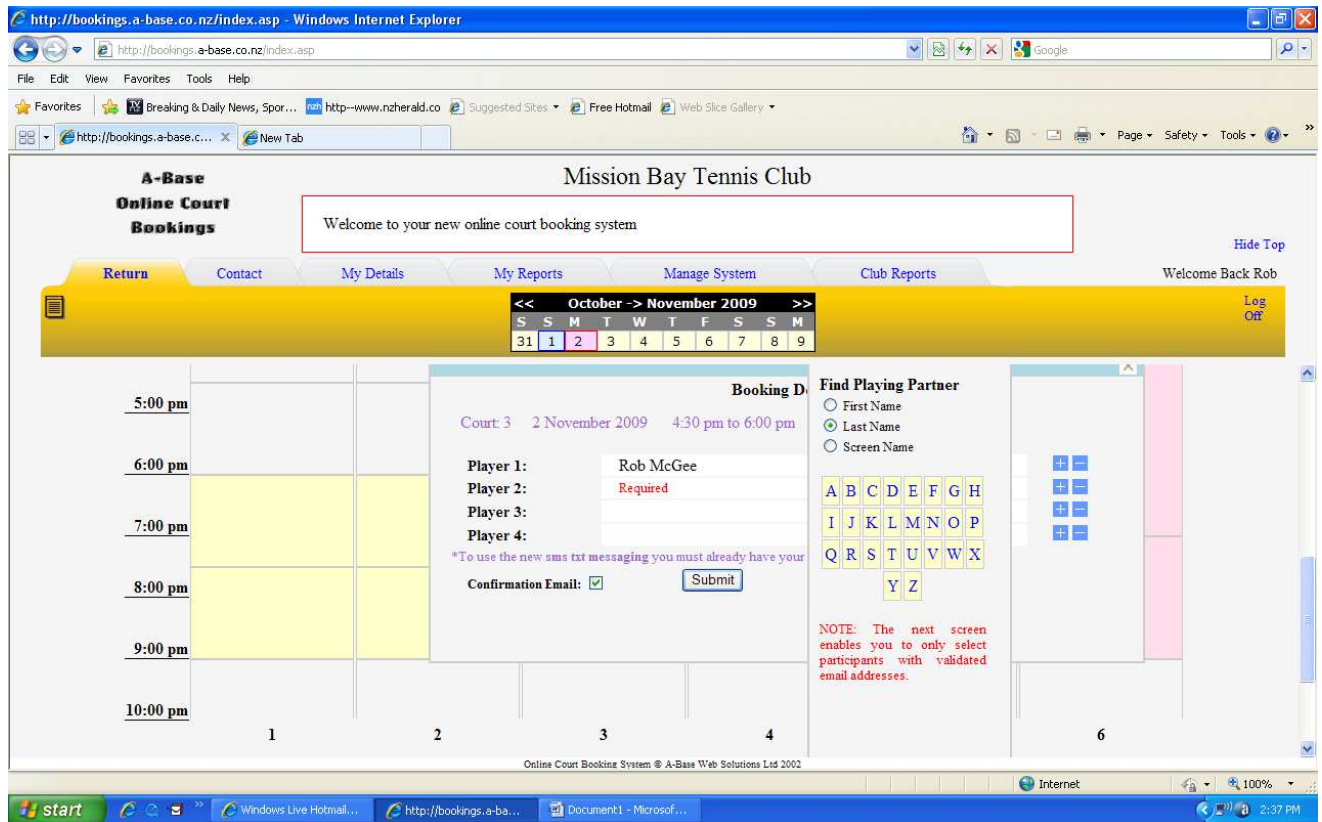 http://bookings.a-base.co.nz/index.asp - Windows Internet Explorer
http://bookings.a-base.co.nz/index.asp
Google
File Edit View Favorites Tools Help
Favorites Breaking & Daily News, Spor... http--www.nzherald.co Suggested Sites Free Hotmail Web Slice Gallery
http://bookings.a-base.c... New Tab
Page Safety Tools
A-Base
Online Court
Bookings
Mission Bay Tennis Club
Welcome to your new online court booking system
Hide Top
Return Contact My Details My Reports Manage System Club Reports
Welcome Back Rob
Log
Off
<< October -> November 2009 >>
S S M T W T F S S M
31 1 2 3 4 5 6 7 8 9
5:00 pm
6:00 pm
7:00 pm
8:00 pm
9:00 pm
10:00 pm
Booking D
Court: 3 2 November 2009 4:30 pm to 6:00 pm
Player 1: Rob McGee
Player 2: Required
Player 3:
Player 4:
*To use the new sms txt messaging you must already have your
Confirmation Email: Submit
Find Playing Partner
First Name
Last Name
Screen Name
A B C D E F G H
I J K L M N O P
Q R S T U V W X
Y Z
NOTE: The next screen
enables you to only select
participants with validated
email addresses.
1 2 3 4 6
Online Court Booking System @ A-Base Web Solutions Ltd 2002
Internet 100%
start Windows Live Hotmail... http://bookings.a-ba... Document1 - Microsof... 2:37 PM